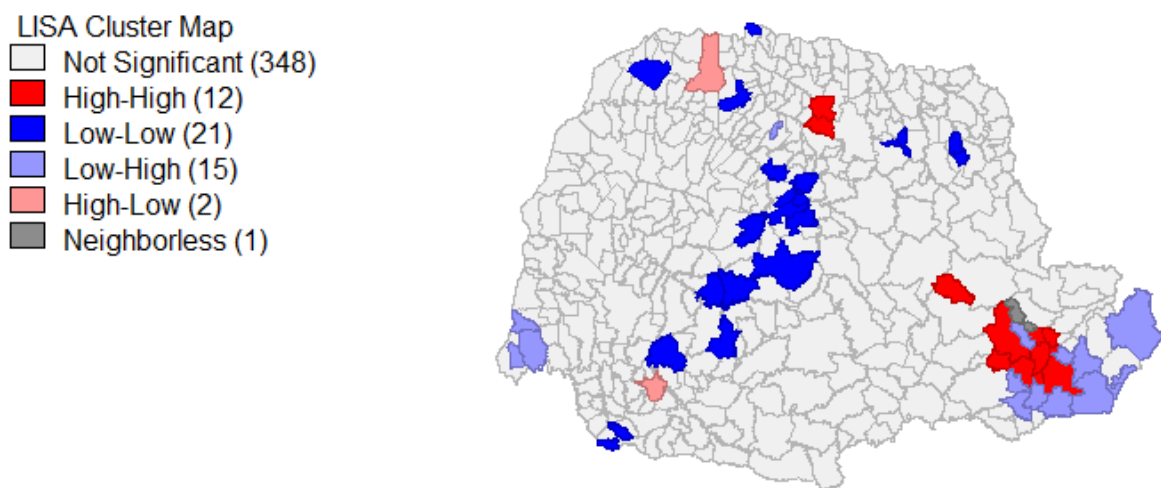 LISA Cluster Map
Not Significant (348)
High-High (12)
Low-Low (21)
Low-High (15)
High-Low (2)
Neighborless (1)